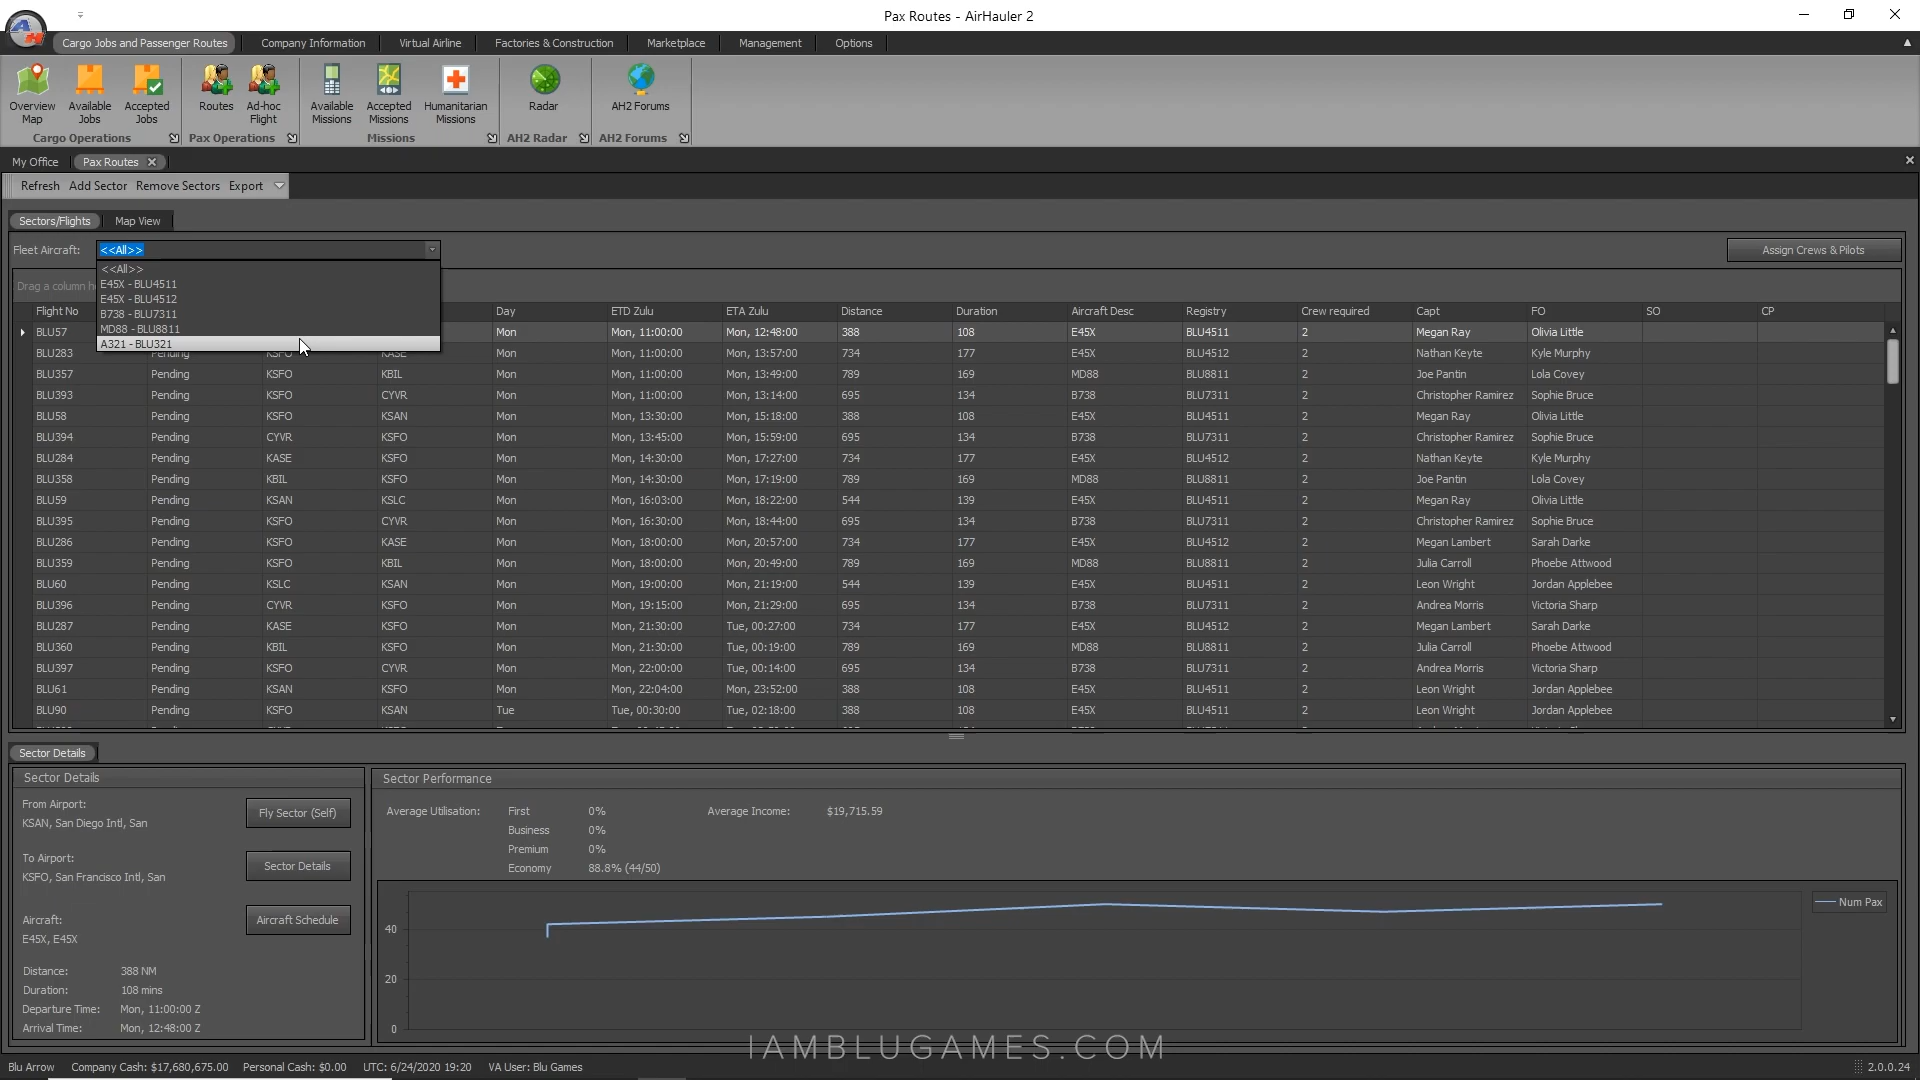 Pax Routes - AirHauler 2
Cargo Jobs and Passenger Routes Company Information Virtual Airline Factories & Construction Marketplace Management Options
Overview Map Available Jobs Accepted Jobs Routes Ad-hoc Flight Available Missions Accepted Missions Humanitarian Missions Radar AH2 Forums
Cargo Operations Pax Operations Missions AH2 Radar AH2 Forums
My Office Pax Routes
Refresh Add Sector Remove Sectors Export
Sectors/Flights Map View
Fleet Aircraft: <<All>> Assign Crews & Pilots
<<All>>
E45X - BLU4511
E45X - BLU4512
B738 - BLU7311
MD88 - BLU8811
A321 - BLU321
Drag a column h
Flight No Day ETD Zulu ETA Zulu Distance Duration Aircraft Desc Registry Crew required Capt FO SO CP
BLU57 Mon Mon, 11:00:00 Mon, 12:48:00 388 108 E45X BLU4511 2 Megan Ray Olivia Little
BLU283 Pending KSFO KASE Mon Mon, 11:00:00 Mon, 13:57:00 734 177 E45X BLU4512 2 Nathan Keyte Kyle Murphy
BLU357 Pending KSFO KBIL Mon Mon, 11:00:00 Mon, 13:49:00 789 169 MD88 BLU8811 2 Joe Pantin Lola Covey
BLU393 Pending KSFO CYVR Mon Mon, 11:00:00 Mon, 13:14:00 695 134 B738 BLU7311 2 Christopher Ramirez Sophie Bruce
BLU58 Pending KSFO KSAN Mon Mon, 13:30:00 Mon, 15:18:00 388 108 E45X BLU4511 2 Megan Ray Olivia Little
BLU394 Pending CYVR KSFO Mon Mon, 13:45:00 Mon, 15:59:00 695 134 B738 BLU7311 2 Christopher Ramirez Sophie Bruce
BLU284 Pending KASE KSFO Mon Mon, 14:30:00 Mon, 17:27:00 734 177 E45X BLU4512 2 Nathan Keyte Kyle Murphy
BLU358 Pending KBIL KSFO Mon Mon, 14:30:00 Mon, 17:19:00 789 169 MD88 BLU8811 2 Joe Pantin Lola Covey
BLU59 Pending KSAN KSLC Mon Mon, 16:03:00 Mon, 18:22:00 544 139 E45X BLU4511 2 Megan Ray Olivia Little
BLU395 Pending KSFO CYVR Mon Mon, 16:30:00 Mon, 18:44:00 695 134 B738 BLU7311 2 Christopher Ramirez Sophie Bruce
BLU286 Pending KSFO KASE Mon Mon, 18:00:00 Mon, 20:57:00 734 177 E45X BLU4512 2 Megan Lambert Sarah Darke
BLU359 Pending KSFO KBIL Mon Mon, 18:00:00 Mon, 20:49:00 789 169 MD88 BLU8811 2 Julia Carroll Phoebe Attwood
BLU60 Pending KSLC KSAN Mon Mon, 19:00:00 Mon, 21:19:00 544 139 E45X BLU4511 2 Leon Wright Jordan Applebee
BLU396 Pending CYVR KSFO Mon Mon, 19:15:00 Mon, 21:29:00 695 134 B738 BLU7311 2 Andrea Morris Victoria Sharp
BLU287 Pending KASE KSFO Mon Mon, 21:30:00 Tue, 00:27:00 734 177 E45X BLU4512 2 Megan Lambert Sarah Darke
BLU360 Pending KBIL KSFO Mon Mon, 21:30:00 Tue, 00:19:00 789 169 MD88 BLU8811 2 Julia Carroll Phoebe Attwood
BLU397 Pending KSFO CYVR Mon Mon, 22:00:00 Tue, 00:14:00 695 134 B738 BLU7311 2 Andrea Morris Victoria Sharp
BLU61 Pending KSAN KSFO Mon Mon, 22:04:00 Mon, 23:52:00 388 108 E45X BLU4511 2 Leon Wright Jordan Applebee
BLU90 Pending KSFO KSAN Tue Tue, 00:30:00 Tue, 02:18:00 388 108 E45X BLU4511 2 Leon Wright Jordan Applebee
Sector Details
Sector Details Sector Performance
From Airport:
KSAN, San Diego Intl, San
Fly Sector (Self)
To Airport:
KSFO, San Francisco Intl, San
Sector Details
Aircraft:
E45X, E45X
Aircraft Schedule
Distance: 388 NM
Duration: 108 mins
Departure Time: Mon, 11:00:00 Z
Arrival Time: Mon, 12:48:00 Z
Average Utilisation: First 0% Average Income: $19,715.59
Business 0%
Premium 0%
Economy 88.8% (44/50)
Num Pax
40
20
0
IAMBLUGAMES.COM
Blu Arrow Company Cash: $17,680,675.00 Personal Cash: $0.00 UTC: 6/24/2020 19:20 VA User: Blu Games 2.0.0.24